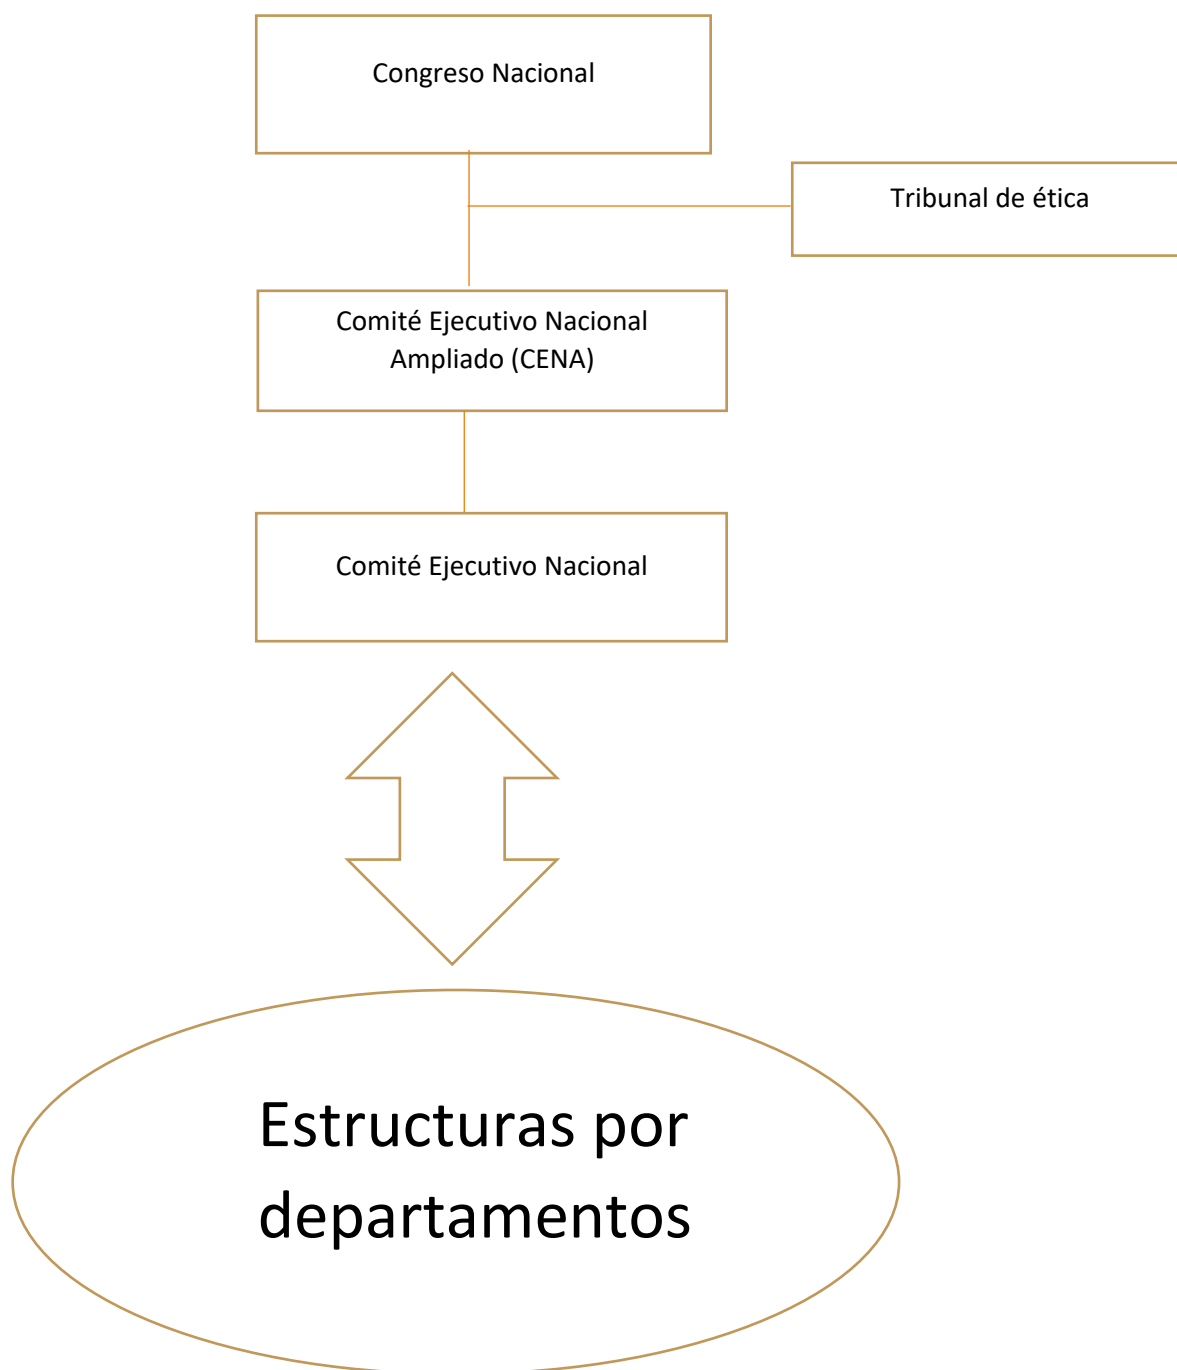 Congreso Nacional
Tribunal de ética
Comité Ejecutivo Nacional
Ampliado (CENA)
Comité Ejecutivo Nacional
Estructuras por
departamentos